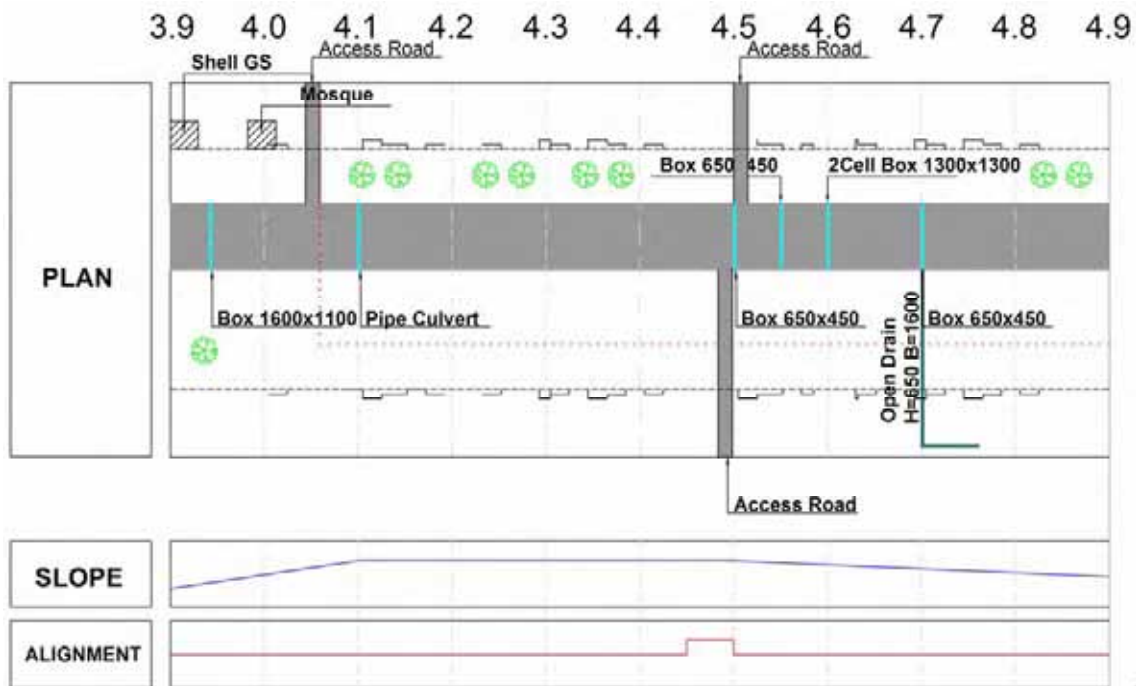 3.9 4.0 4.1 4.2 4.3 4.4 4.5 4.6 4.7 4.8 4.9
Access Road Access Road
Shell GS
Mosque
Box 650x450 2Cell Box 1300x1300
PLAN
Box 1600x1100 Pipe Culvert Box 650x450 Box 650x450
Open Drain
H=650 B=1600
Access Road
SLOPE
ALIGNMENT